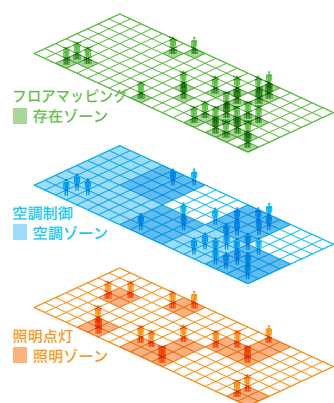 フロアマッピング
存在ゾーン
空調制御
空調ゾーン
照明点灯
照明ゾーン